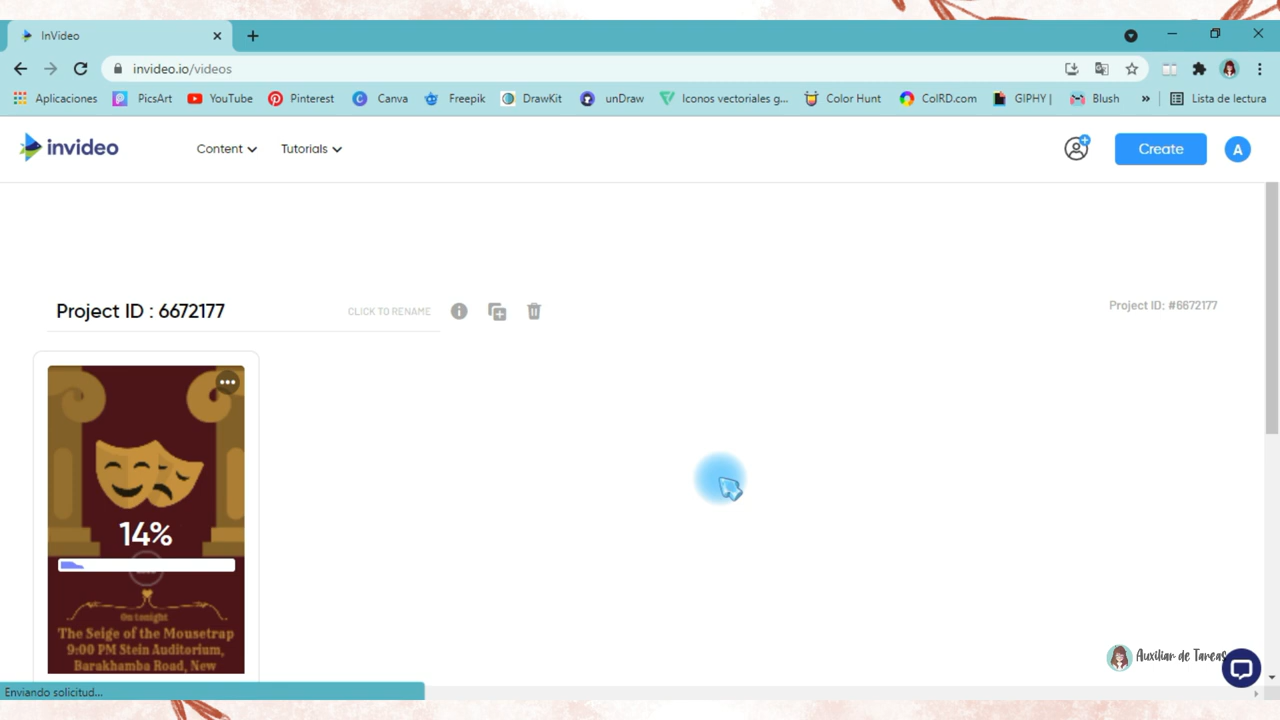 InVideo
invideo.io/videos
Aplicaciones PicsArt YouTube Pinterest Canva Freepik DrawKit unDraw Iconos vectoriales g... Color Hunt ColRD.com GIPHY | Blush » Lista de lectura
invideo Content Tutorials Create A
Project ID : 6672177 CLICK TO RENAME
Project ID: #6672177
14%
On tonight
The Seige of the Mousetrap
9:00 PM Stein Auditorium,
Barakhamba Road, New
Auxiliar de Tareas
Enviando solicitud...